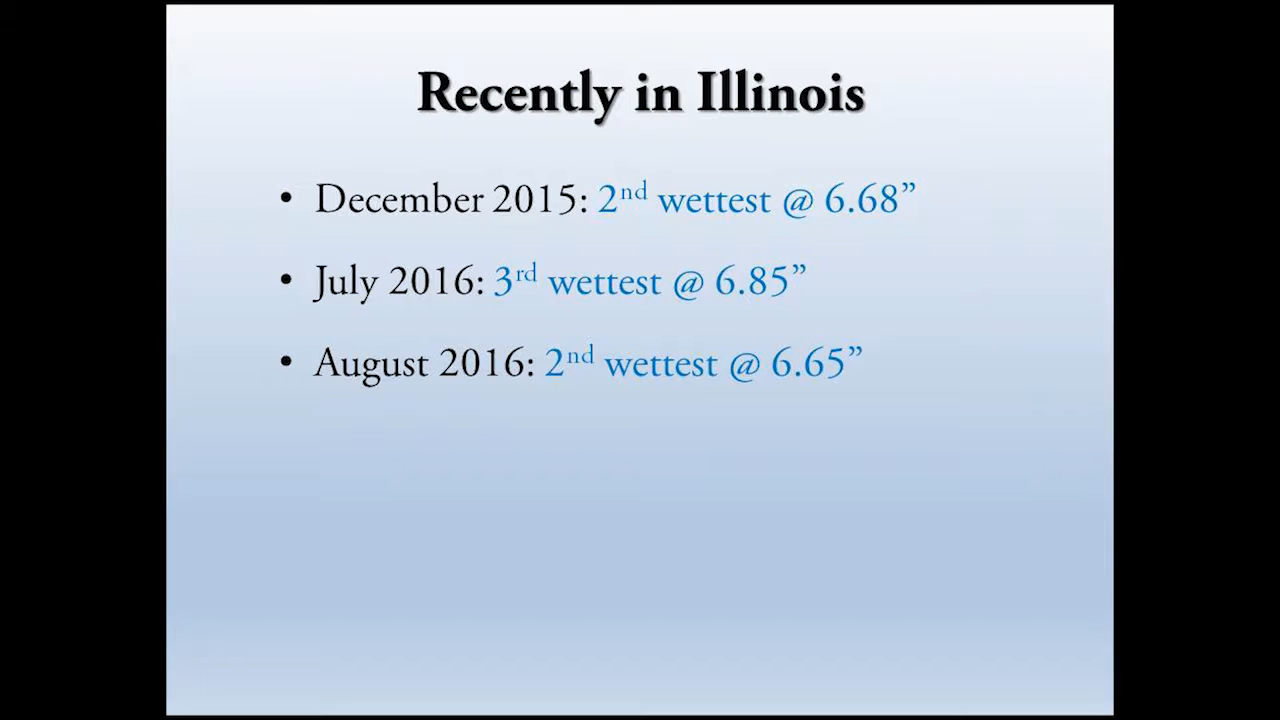 Recently in Illinois
• December 2015: 2nd wettest @ 6.68”
• July 2016: 3rd wettest @ 6.85”
• August 2016: 2nd wettest @ 6.65”